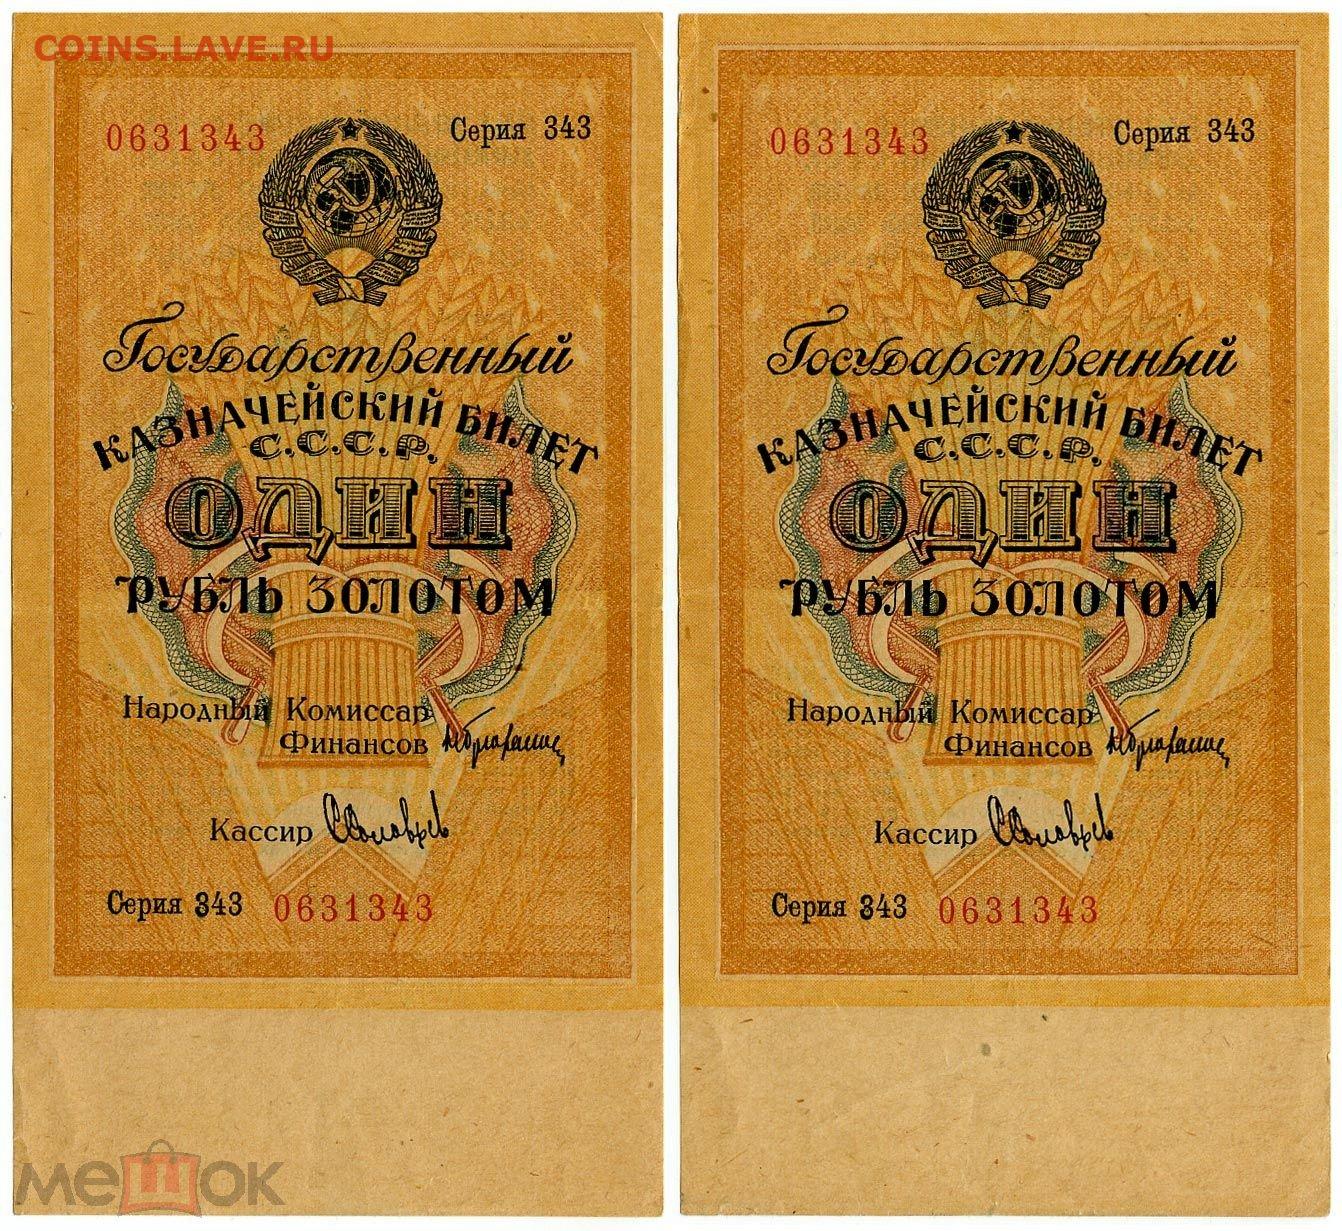 COINS.LAVE.RU
0631343
Серия 343
Государственный
КАЗНАЧЕЙСКИЙ БИЛЕТ
С.С.С.Р.
ОДИН
РУБЛЬ ЗОЛОТОМ
Народный Комиссар
Финансов
Кассир
Серия 343 0631343
мешок
0631343
Серия 343
Государственный
КАЗНАЧЕЙСКИЙ БИЛЕТ
С.С.С.Р.
ОДИН
РУБЛЬ ЗОЛОТОМ
Народный Комиссар
Финансов
Кассир
Серия 343 0631343